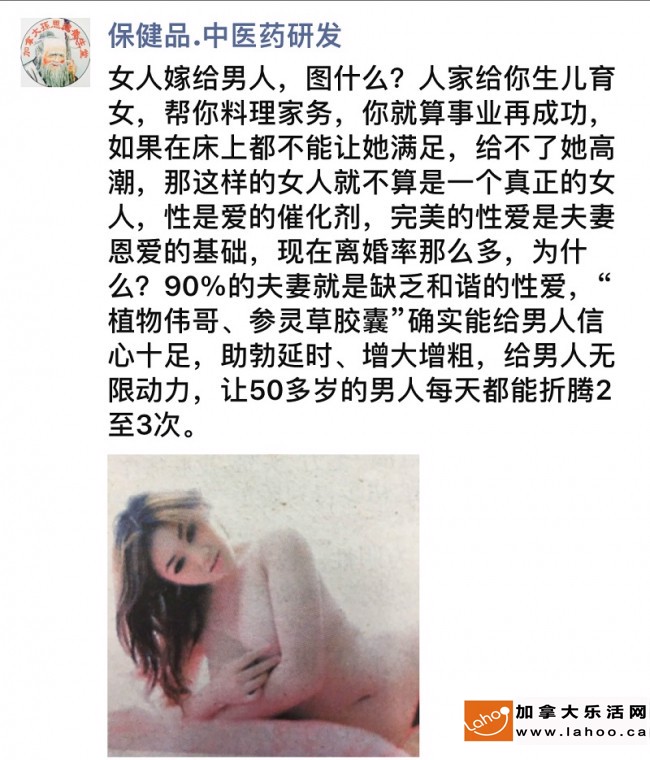 保健品.中医药研发
女人嫁给男人，图什么？人家给你生儿育
女，帮你料理家务，你就算事业再成功，
如果在床上都不能让她满足，给不了她高
潮，那这样的女人就不算是一个真正的女
人，性是爱的催化剂，完美的性爱是夫妻
恩爱的基础，现在离婚率那么多，为什
么？90%的夫妻就是缺乏和谐的性爱，“
植物伟哥、参灵草胶囊”确实能给男人信
心十足，助勃延时、增大增粗，给男人无
限动力，让50多岁的男人每天都能折腾2
至3次。
Lahoo
加拿大乐活网
www.lahoo.ca